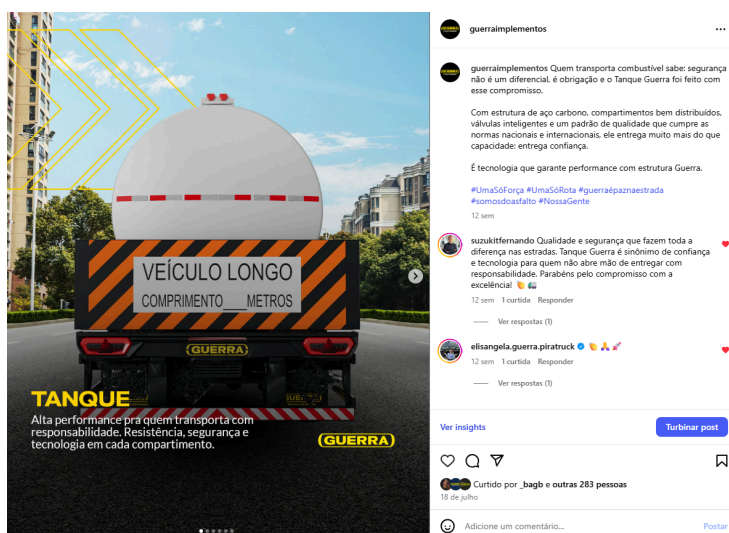 VEÍCULO LONGO
COMPRIMENTO____METROS
GUERRA
TANQUE
Alta performance pra quem transporta com
responsabilidade. Resistência, segurança e
tecnologia em cada compartimento.
GUERRA
guerraimplementos
guerraimplementos Quem transporta combustível sabe: segurança
não é um diferencial, é obrigação e o Tanque Guerra foi feito com
esse compromisso.
Com estrutura de aço carbono, compartimentos bem distribuídos,
válvulas inteligentes e um padrão de qualidade que cumpre as
normas nacionais e internacionais, ele entrega muito mais do que
capacidade: entrega confiança.
É tecnologia que garante performance com estrutura Guerra.
#UmaSóForça #UmaSóRota #guerraépaznaestrada
#somosdoasfalto #NossaGente
12 sem
suzukitfernando Qualidade e segurança que fazem toda a
diferença nas estradas. Tanque Guerra é sinônimo de confiança
e tecnologia para quem não abre mão de entregar com
responsabilidade. Parabéns pelo compromisso com a
excelência!
12 sem 1 curtida Responder
Ver respostas (1)
elisangela.guerra.piratruck
12 sem 1 curtida Responder
Ver respostas (1)
Ver insights
Turbinar post
Curtido por _bagb e outras 283 pessoas
18 de julho
Adicione um comentário...
Postar